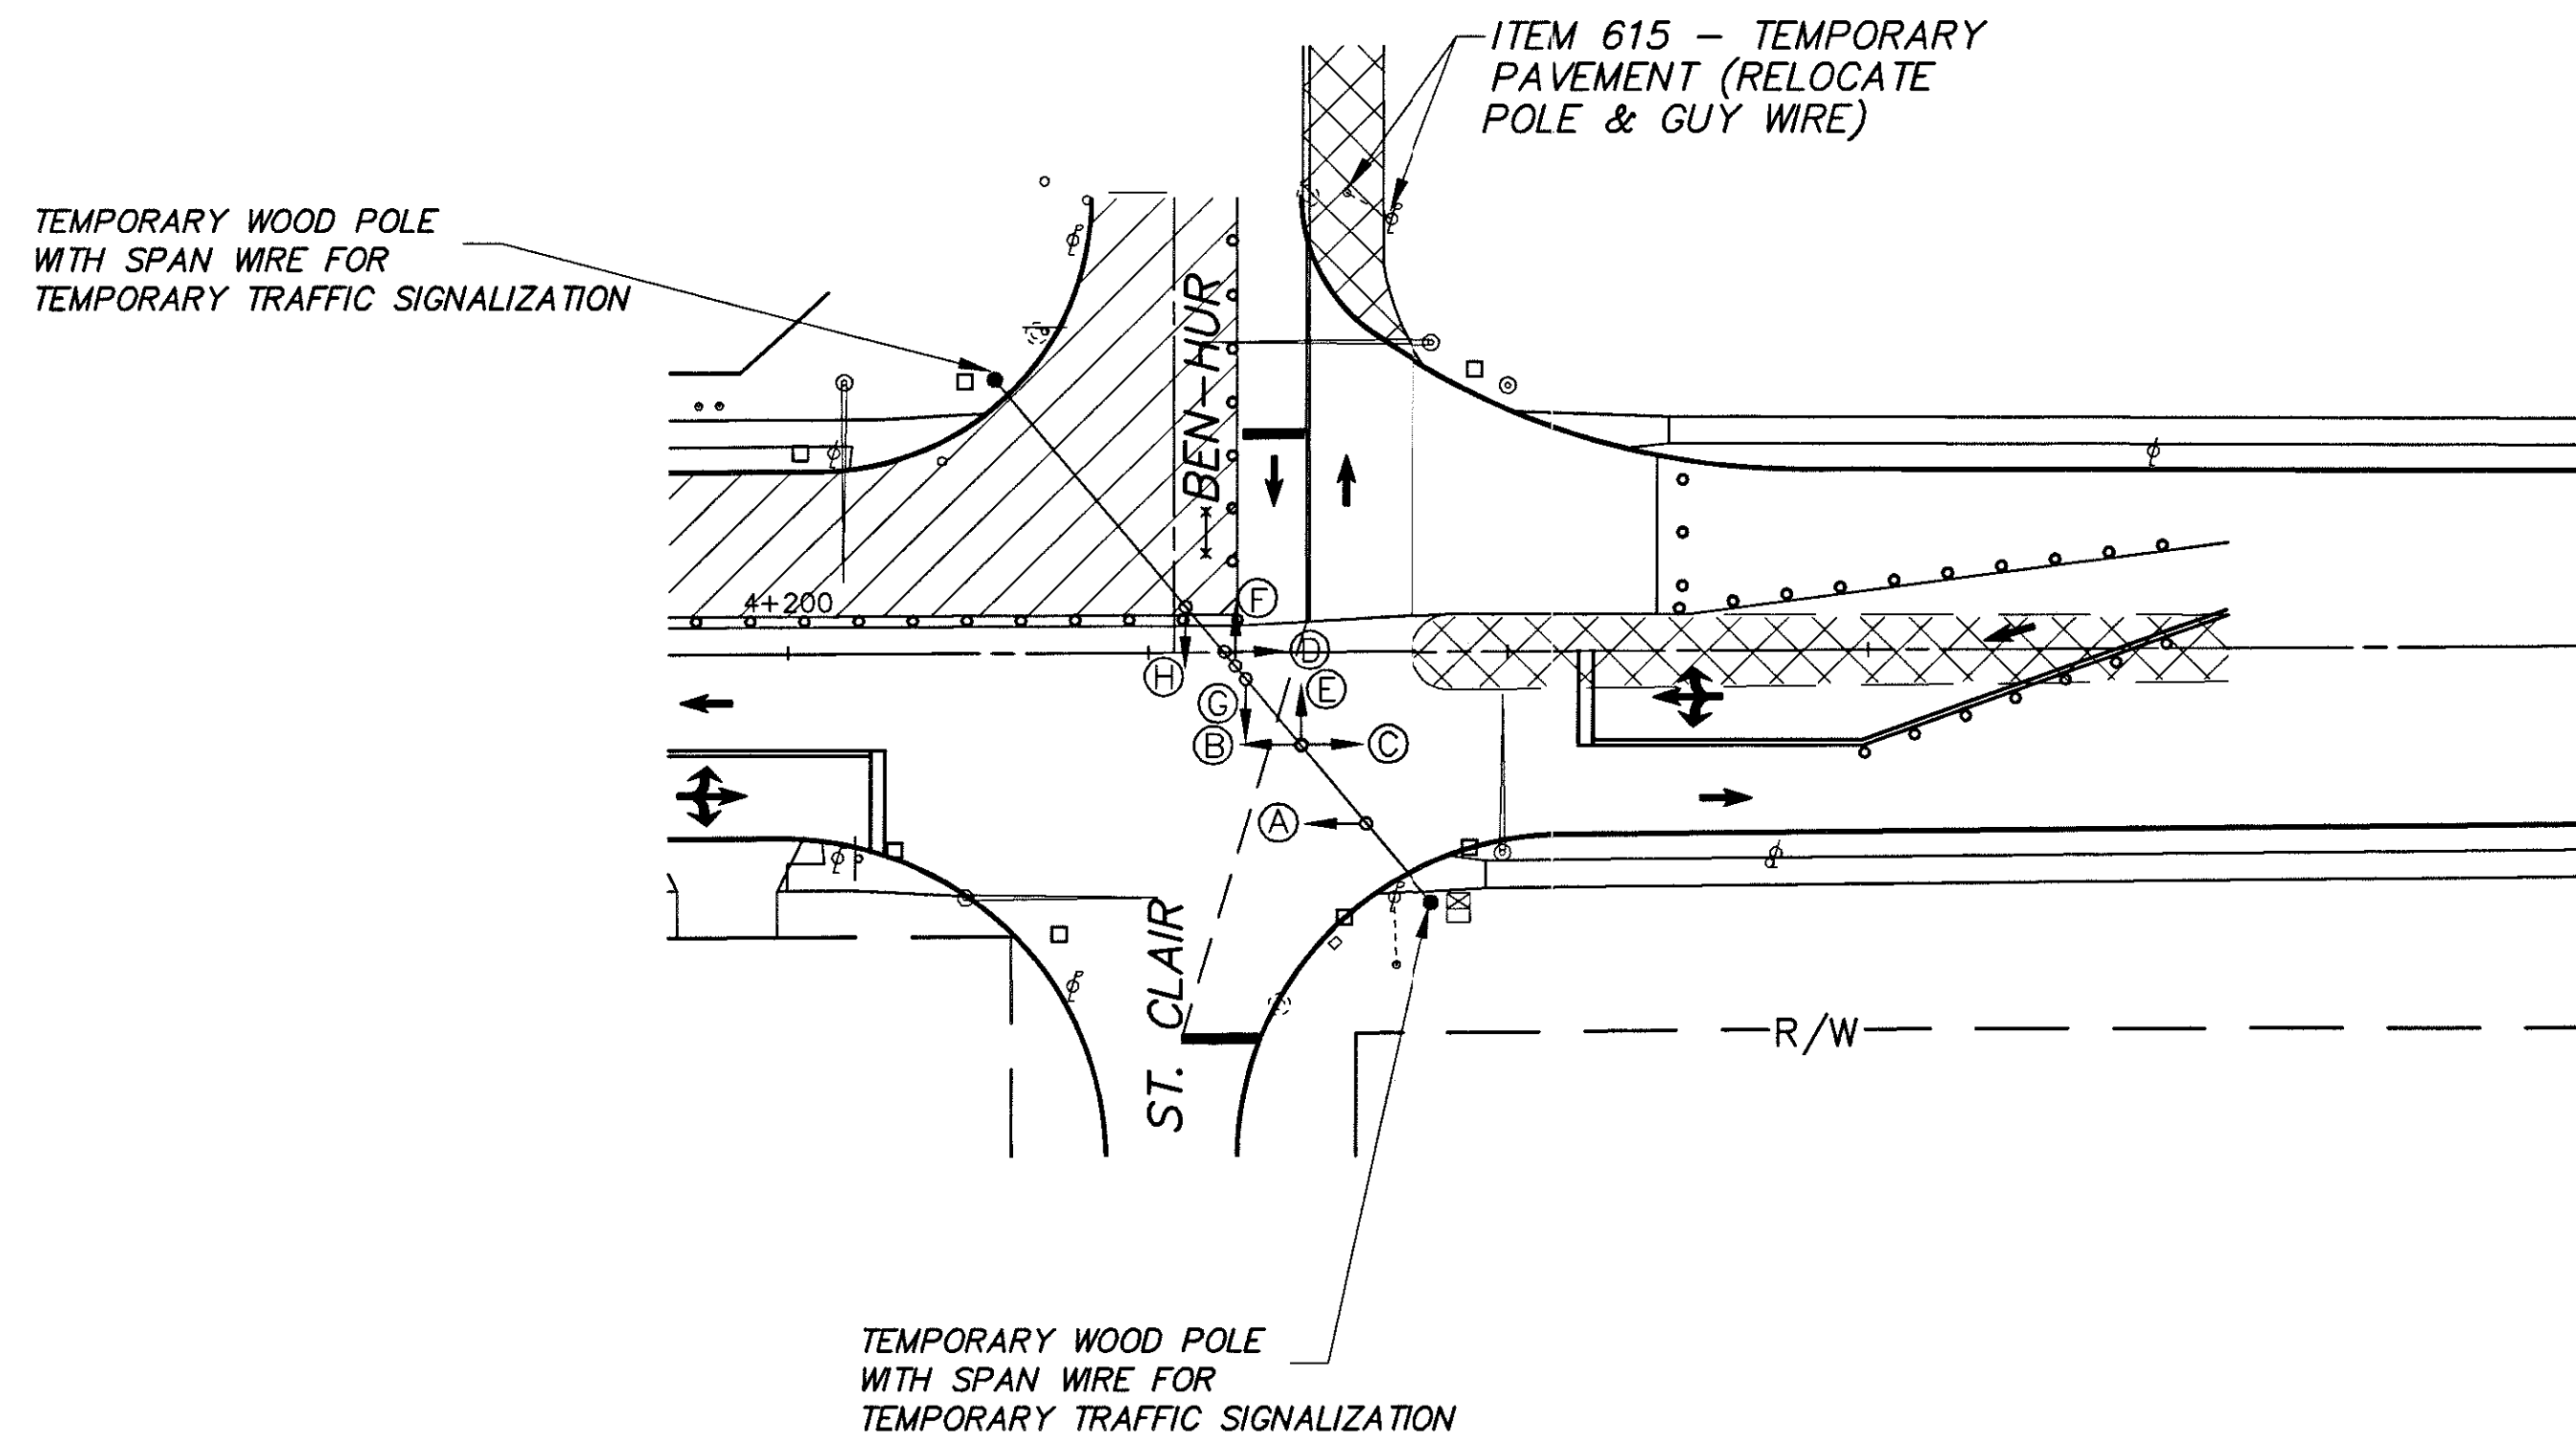 ITEM 615 - TEMPORARY
PAVEMENT (RELOCATE
POLE & GUY WIRE)
TEMPORARY WOOD POLE
WITH SPAN WIRE FOR
TEMPORARY TRAFFIC SIGNALIZATION
BEN-HUR
4+200
F
D
H
E
G
B
C
A
ST. CLAIR
R/W
TEMPORARY WOOD POLE
WITH SPAN WIRE FOR
TEMPORARY TRAFFIC SIGNALIZATION